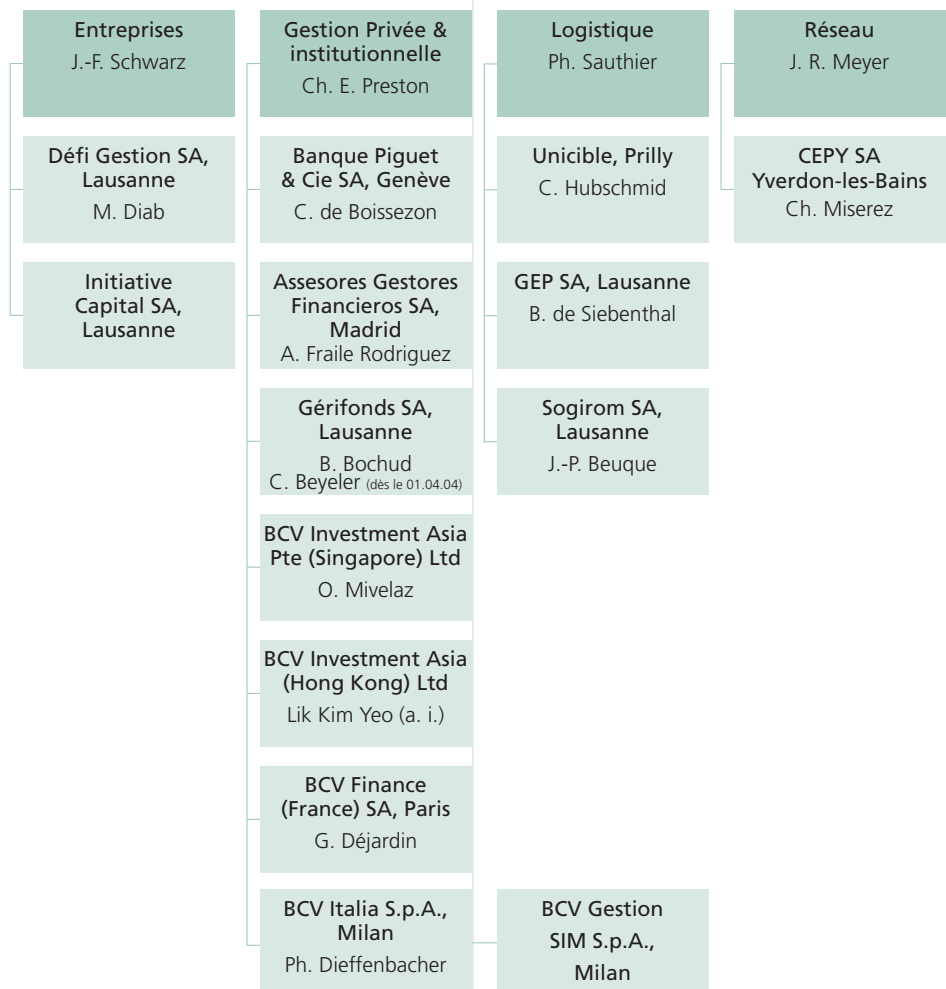 Entreprises
J.-F. Schwarz
Défi Gestion SA,
Lausanne
M. Diab
Initiative
Capital SA,
Lausanne
Gestion Privée &
institutionnelle
Ch. E. Preston
Banque Piguet
& Cie SA, Genève
C. de Boissezon
Assesores Gestores
Financieros SA,
Madrid
A. Fraile Rodriguez
Gérifonds SA,
Lausanne
B. Bochud
C. Beyeler (dès le 01.04.04)
BCV Investment Asia
Pte (Singapore) Ltd
O. Mivelaz
BCV Investment Asia
(Hong Kong) Ltd
Lik Kim Yeo (a. i.)
BCV Finance
(France) SA, Paris
G. Déjardin
BCV Italia S.p.A.,
Milan
Ph. Dieffenbacher
BCV Gestion
SIM S.p.A.,
Milan
Logistique
Ph. Sauthier
Unicible, Prilly
C. Hubschmid
GEP SA, Lausanne
B. de Siebenthal
Sogirom SA,
Lausanne
J.-P. Beuque
Réseau
J. R. Meyer
CEPY SA
Yverdon-les-Bains
Ch. Miserez